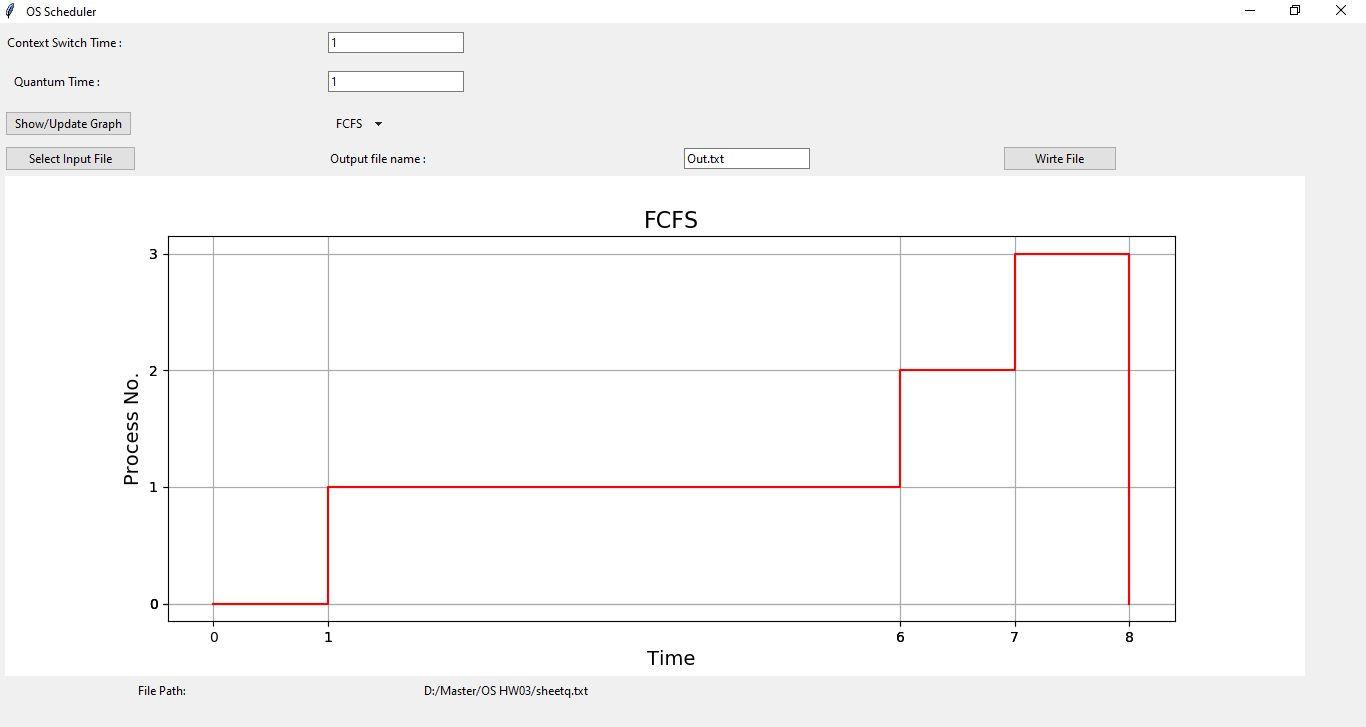 OS Scheduler
Context Switch Time : 1
Quantum Time : 1
Show/Update Graph FCFS
Select Input File Output file name : Out.txt Wirte File
FCFS
3
2
1
0
Process No.
0 1 6 7 8
Time
File Path: D:/Master/OS HW03/sheetq.txt